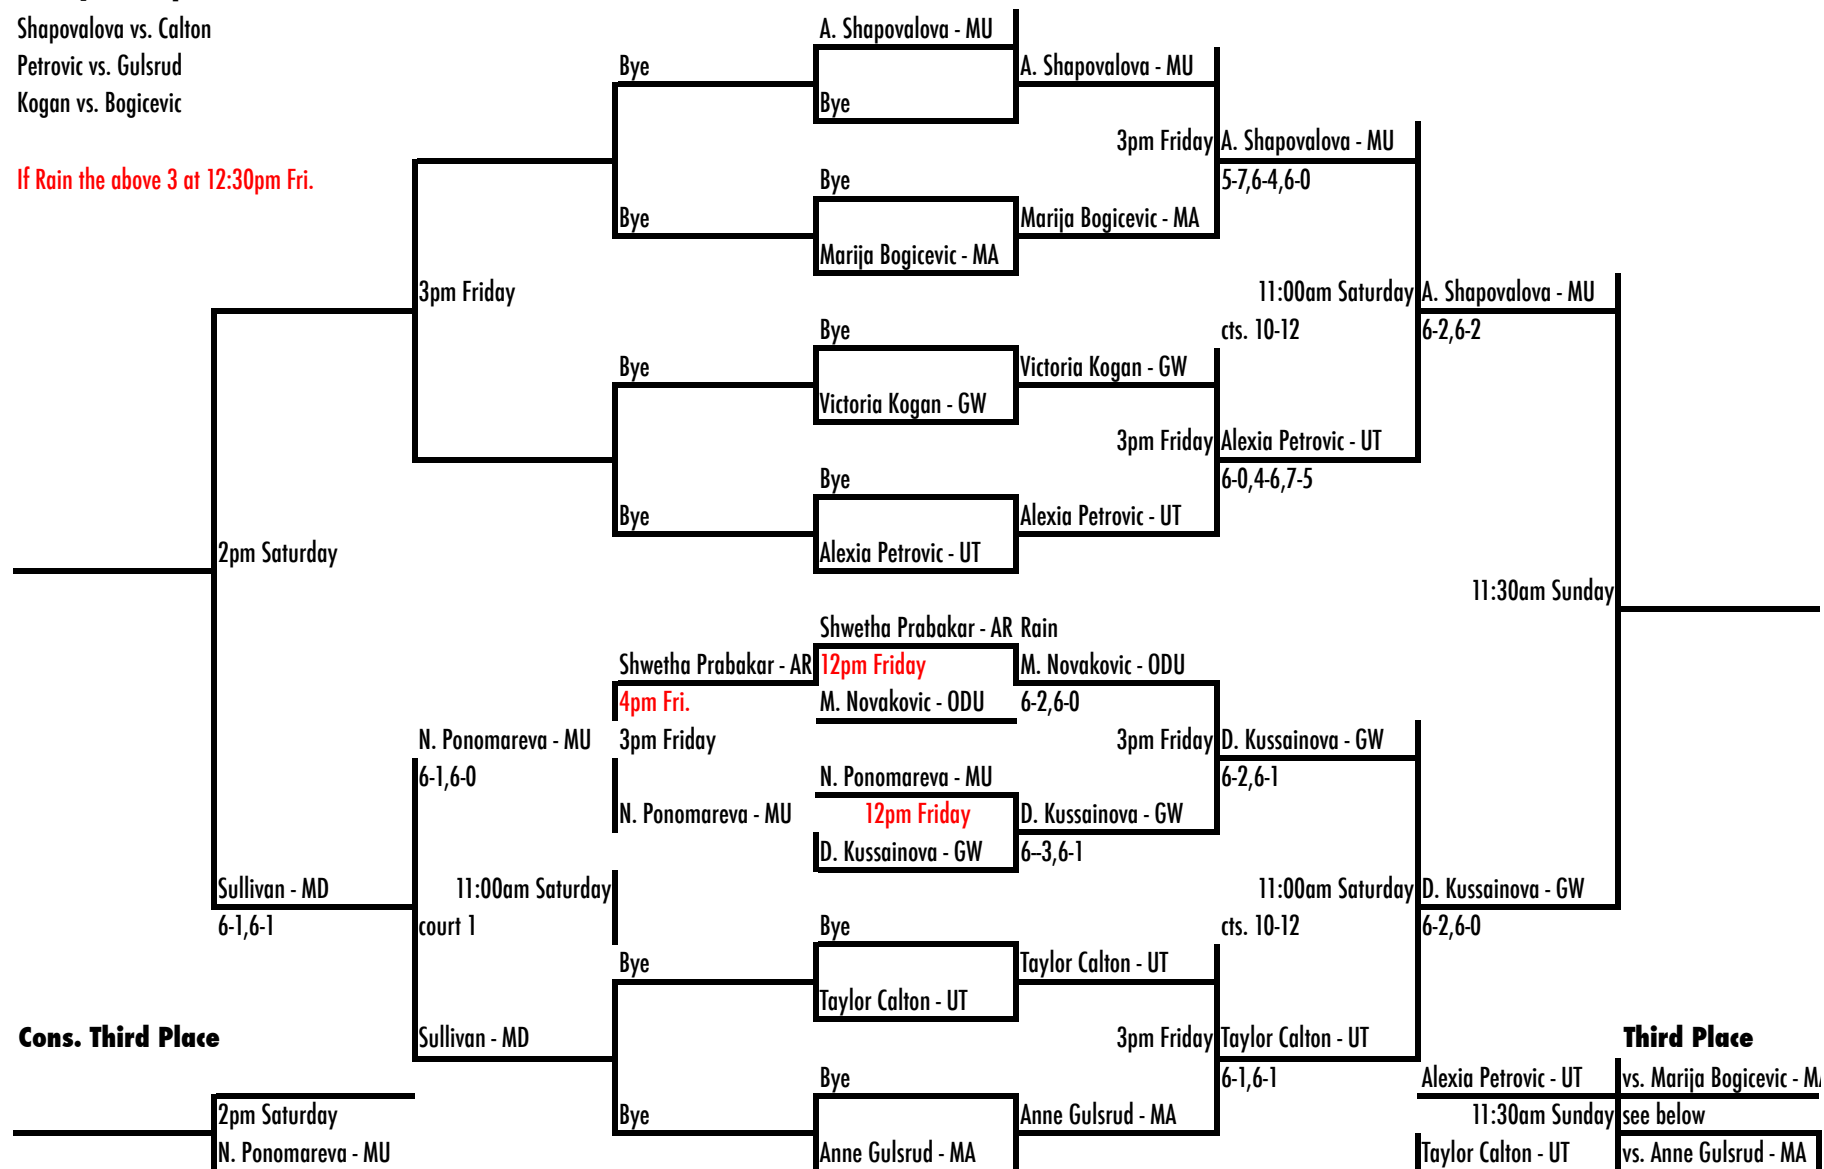 Shapovalova vs. Calton
Petrovic vs. Gulsrud
Kogan vs. Bogicevic
If Rain the above 3 at 12:30pm Fri.
A. Shapovalova - MU
Bye
A. Shapovalova - MU
Bye
3pm Friday
A. Shapovalova - MU
5-7,6-4,6-0
Bye
Bye
Marija Bogicevic - MA
Marija Bogicevic - MA
3pm Friday
11:00am Saturday
A. Shapovalova - MU
Bye
cts. 10-12
6-2,6-2
Bye
Victoria Kogan - GW
Victoria Kogan - GW
3pm Friday
Alexia Petrovic - UT
6-0,4-6,7-5
Bye
Bye
Alexia Petrovic - UT
Alexia Petrovic - UT
2pm Saturday
11:30am Sunday
Shwetha Prabakar - AR
Rain
Shwetha Prabakar - AR
12pm Friday
M. Novakovic - ODU
4pm Fri.
M. Novakovic - ODU
6-2,6-0
N. Ponomareva - MU
3pm Friday
3pm Friday
D. Kussainova - GW
6-1,6-0
N. Ponomareva - MU
6-2,6-1
N. Ponomareva - MU
12pm Friday
D. Kussainova - GW
D. Kussainova - GW
6--3,6-1
Sullivan - MD
11:00am Saturday
11:00am Saturday
D. Kussainova - GW
6-1,6-1
court 1
Bye
cts. 10-12
6-2,6-0
Bye
Taylor Calton - UT
Taylor Calton - UT
Cons. Third Place
Sullivan - MD
3pm Friday
Taylor Calton - UT
Third Place
Bye
6-1,6-1
Alexia Petrovic - UT
vs. Marija Bogicevic - M
2pm Saturday
Bye
Anne Gulsrud - MA
11:30am Sunday
see below
N. Ponomareva - MU
Anne Gulsrud - MA
Taylor Calton - UT
vs. Anne Gulsrud - MA